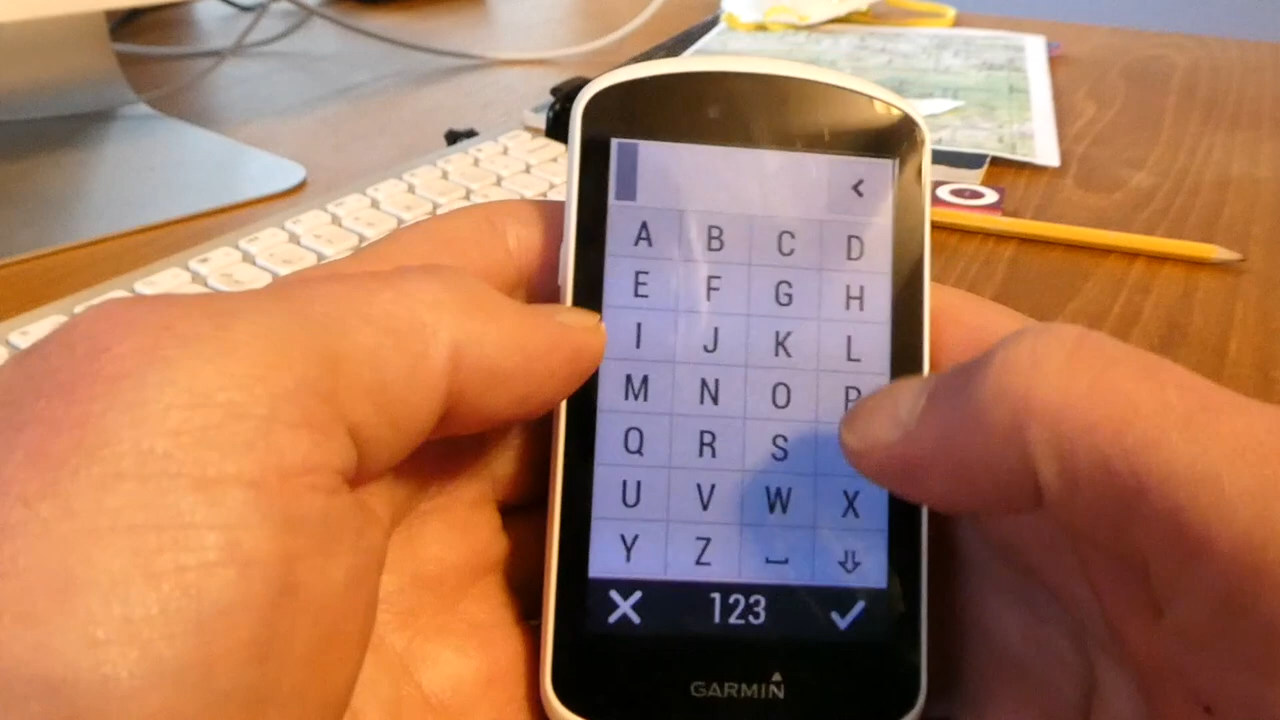 <
A B C D
E F G H
I J K L
M N O P
Q R S
U V W X
Y Z
123
GARMIN